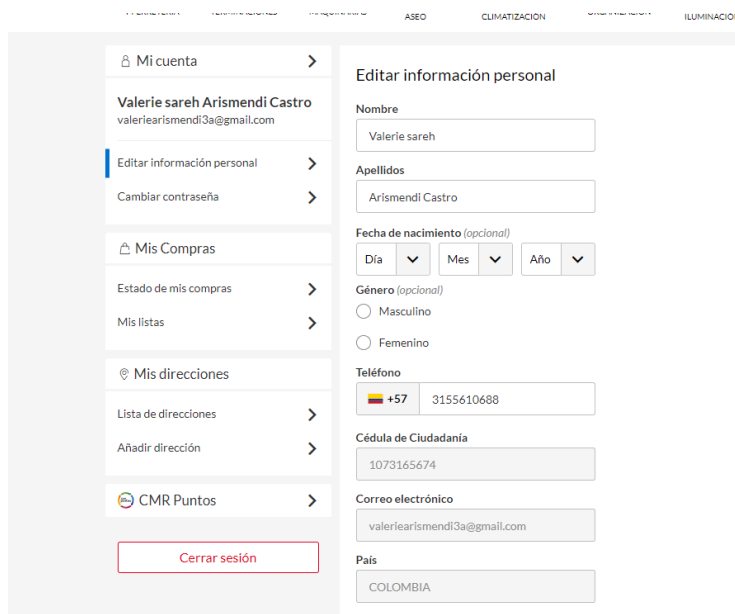 ASEO
CLIMATIZACIÓN
Mi cuenta
Valerie sareh Arismendi Castro
valeriearismendi3a@gmail.com
Editar información personal
Cambiar contraseña
Mis Compras
Estado de mis compras
Mis listas
Mis direcciones
Lista de direcciones
Añadir dirección
CMR Puntos
Cerrar sesión
Editar información personal
Nombre
Valerie sareh
Apellidos
Arismendi Castro
Fecha de nacimiento (opcional)
Día Mes Año
Género (opcional)
Masculino
Femenino
Teléfono
+57 3155610688
Cédula de Ciudadanía
1073165674
Correo electrónico
valeriearismendi3a@gmail.com
País
COLOMBIA